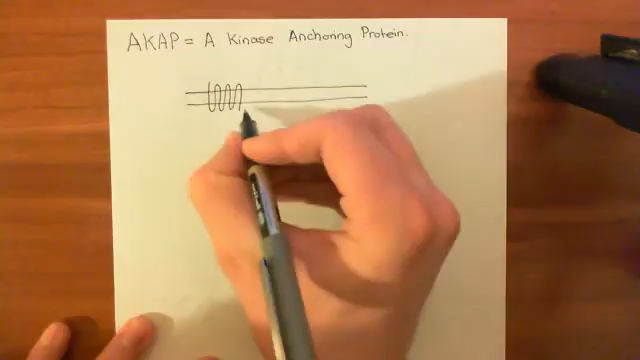 AKAP = A Kinase Anchoring Protein.